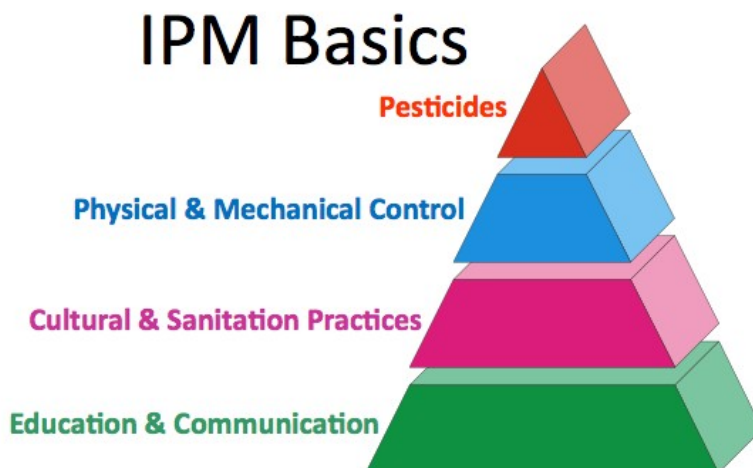 IPM Basics
Pesticides
Physical & Mechanical Control
Cultural & Sanitation Practices
Education & Communication